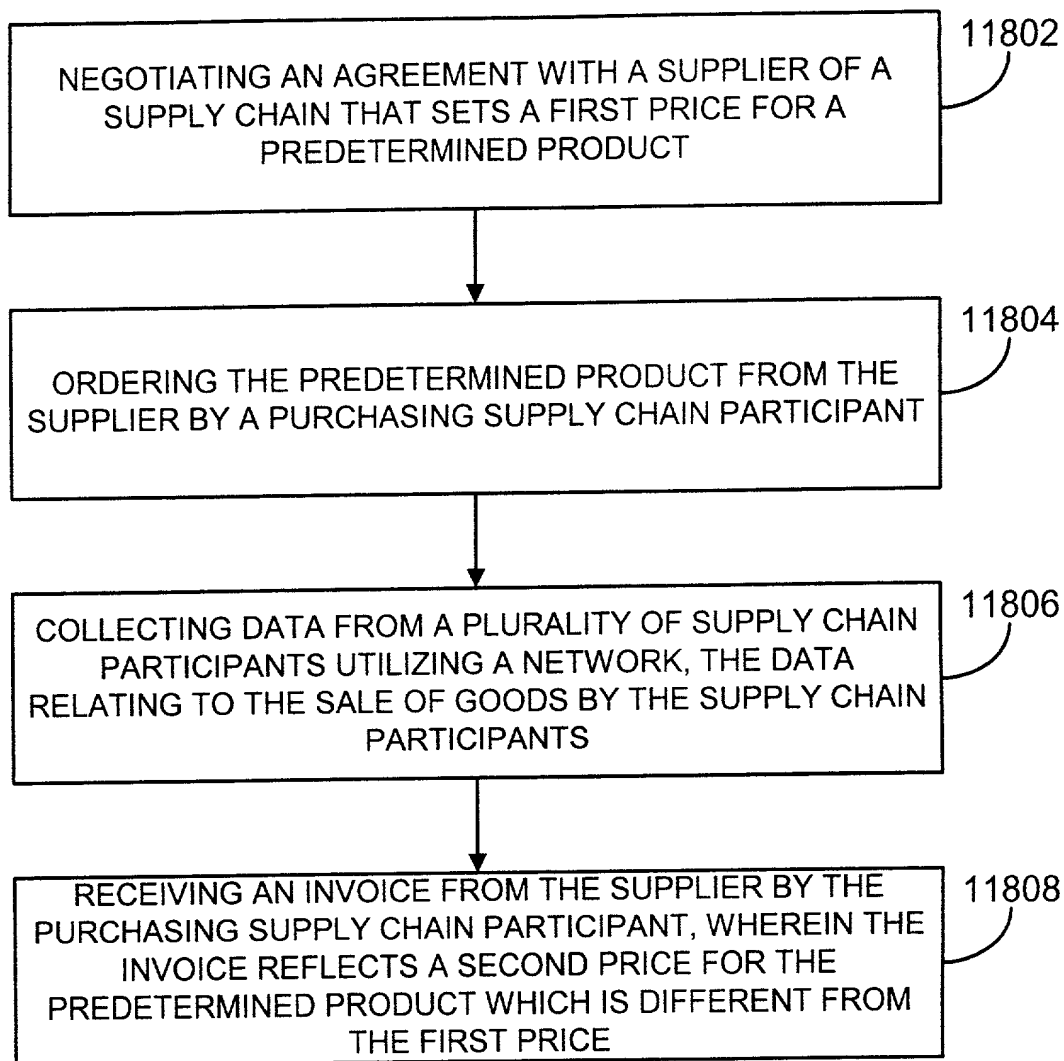 11802
NEGOTIATING AN AGREEMENT WITH A SUPPLIER OF A
SUPPLY CHAIN THAT SETS A FIRST PRICE FOR A
PREDETERMINED PRODUCT
11804
ORDERING THE PREDETERMINED PRODUCT FROM THE
SUPPLIER BY A PURCHASING SUPPLY CHAIN PARTICIPANT
11806
COLLECTING DATA FROM A PLURALITY OF SUPPLY CHAIN
PARTICIPANTS UTILIZING A NETWORK, THE DATA
RELATING TO THE SALE OF GOODS BY THE SUPPLY CHAIN
PARTICIPANTS
11808
RECEIVING AN INVOICE FROM THE SUPPLIER BY THE
PURCHASING SUPPLY CHAIN PARTICIPANT, WHEREIN THE
INVOICE REFLECTS A SECOND PRICE FOR THE
PREDETERMINED PRODUCT WHICH IS DIFFERENT FROM
THE FIRST PRICE